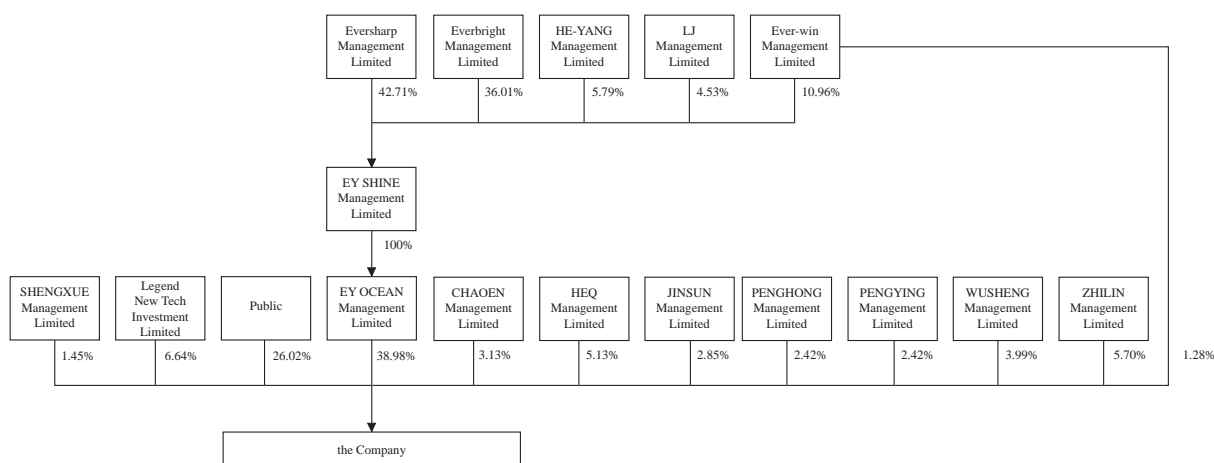 Eversharp
Management
Limited
Everbright
Management
Limited
HE-YANG
Management
Limited
LJ
Management
Limited
Ever-win
Management
Limited
42.71%
36.01%
5.79%
4.53%
10.96%
EY SHINE
Management
Limited
100%
SHENGXUE
Management
Limited
Legend
New Tech
Investment
Limited
Public
EY OCEAN
Management
Limited
CHAOEN
Management
Limited
HEQ
Management
Limited
JINSUN
Management
Limited
PENGHONG
Management
Limited
PENGYING
Management
Limited
WUSHENG
Management
Limited
ZHILIN
Management
Limited
1.45%
6.64%
26.02%
38.98%
3.13%
5.13%
2.85%
2.42%
2.42%
3.99%
5.70%
1.28%
the Company